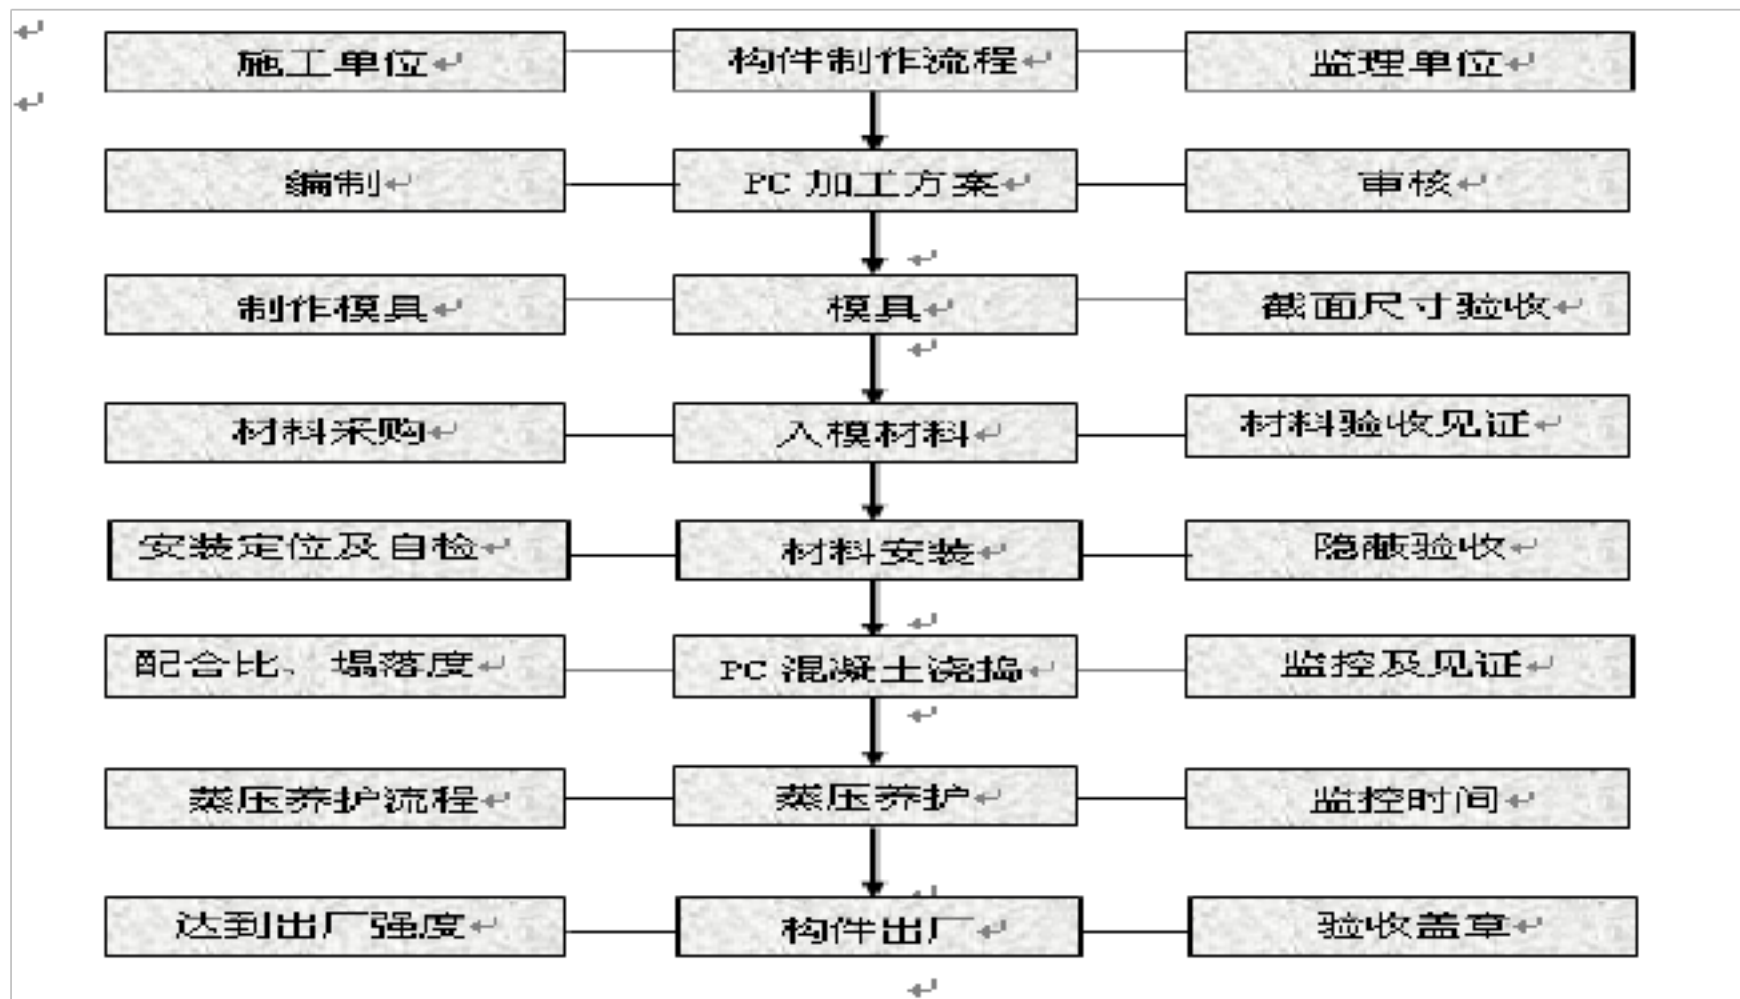 施工单位
构件制作流程
监理单位
编制
PC 加工方案
审核
制作模具
模具
截面尺寸验收
材料采购
入模材料
材料验收见证
安装定位及自检
材料安装
隐蔽验收
配合比、塌落度
PC 混凝土浇捣
监控及见证
蒸压养护流程
蒸压养护
监控时间
达到出厂强度
构件出厂
验收盖章